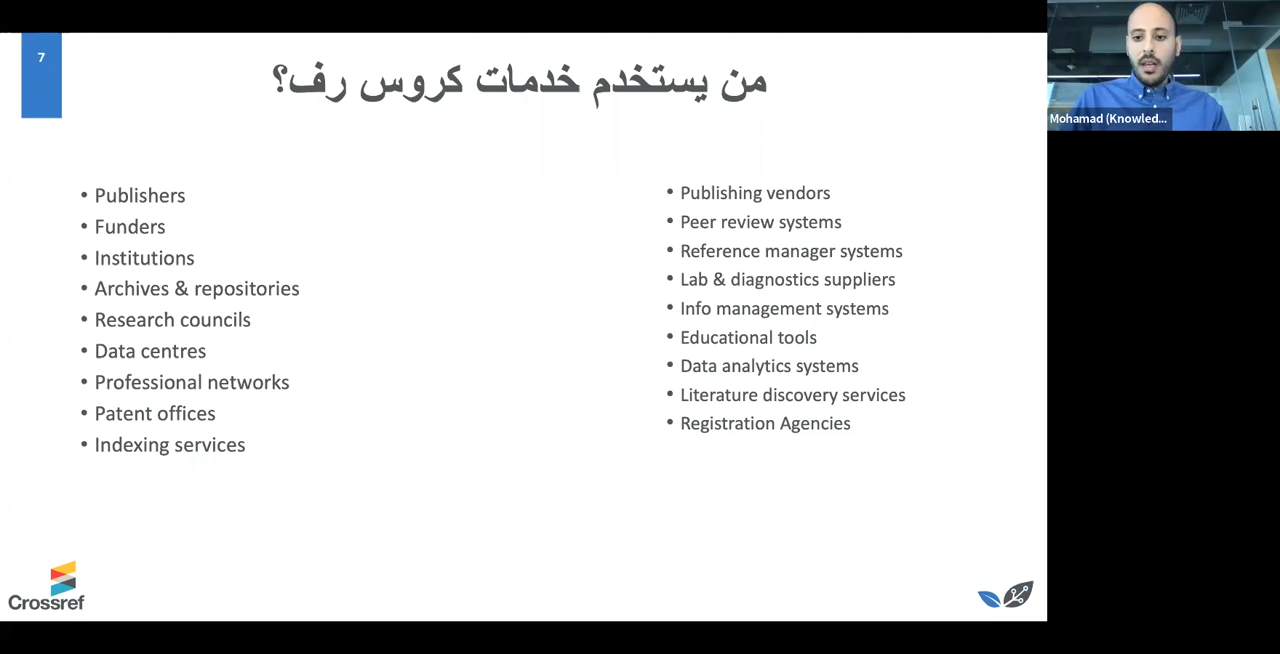 7
من يستخدم خدمات كروس رف؟
• Publishers
• Funders
• Institutions
• Archives & repositories
• Research councils
• Data centres
• Professional networks
• Patent offices
• Indexing services
• Publishing vendors
• Peer review systems
• Reference manager systems
• Lab & diagnostics suppliers
• Info management systems
• Educational tools
• Data analytics systems
• Literature discovery services
• Registration Agencies
Crossref
Mohamad (Knowled...